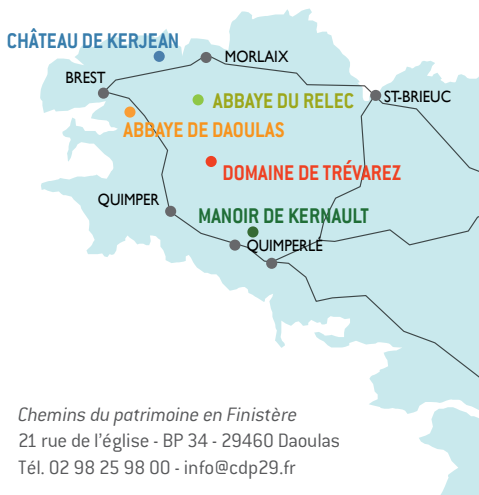 CHÂTEAU DE KERJEAN
MORLAIX
BREST
ABBAYE DU RELEC
ST-BRIEUC
ABBAYE DE DAOULAS
DOMAINE DE TRÉVAREZ
QUIMPER
MANOIR DE KERNAULT
QUIMPERLÉ
Chemins du patrimoine en Finistère
21 rue de l'église - BP 34 - 29460 Daoulas
Tél. 02 98 25 98 00 - info@cdp29.fr